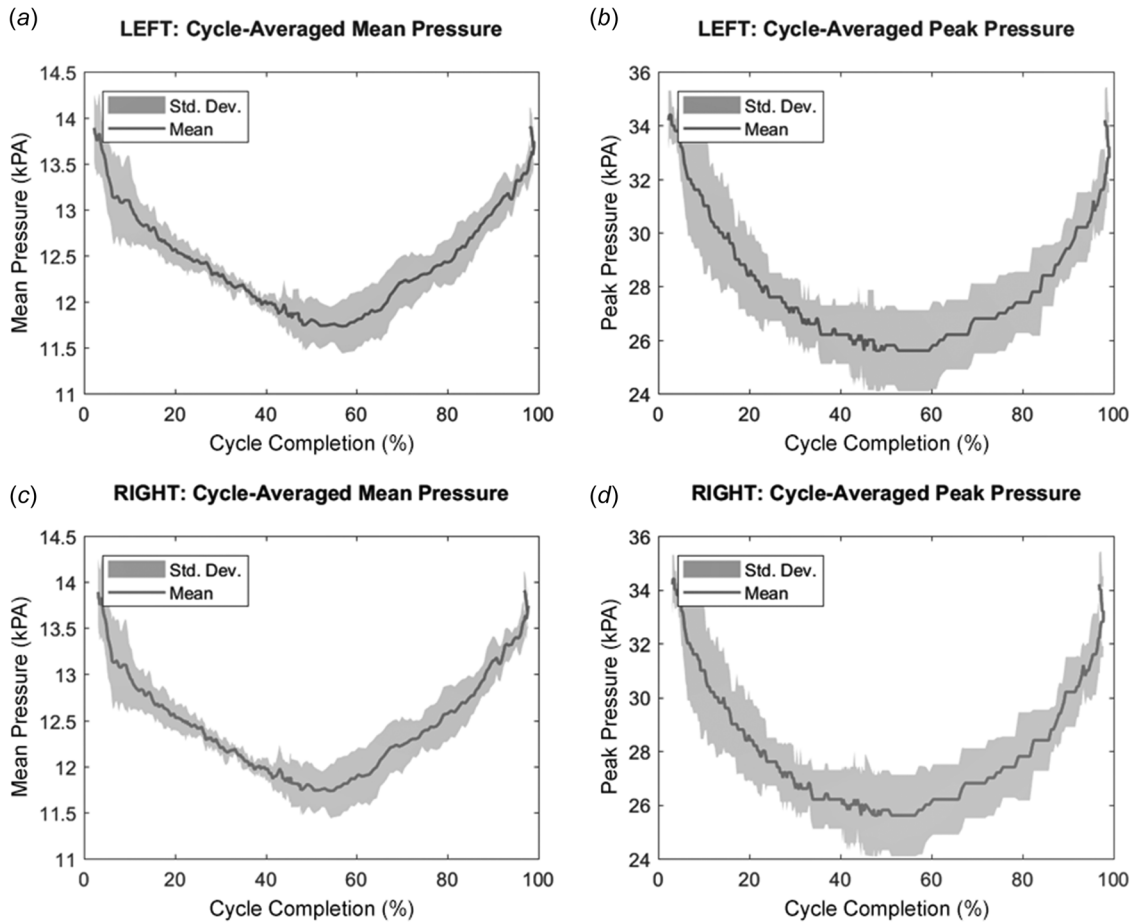 (a) LEFT: Cycle-Averaged Mean Pressure
14.5
14
13.5
13
12.5
12
11.5
11
Mean Pressure (kPA)
Std. Dev.
Mean
0 20 40 60 80 100
Cycle Completion (%)
(b) LEFT: Cycle-Averaged Peak Pressure
36
34
32
30
28
26
24
Peak Pressure (kPA)
Std. Dev.
Mean
0 20 40 60 80 100
Cycle Completion (%)
(c) RIGHT: Cycle-Averaged Mean Pressure
14.5
14
13.5
13
12.5
12
11.5
11
Mean Pressure (kPA)
Std. Dev.
Mean
0 20 40 60 80 100
Cycle Completion (%)
(d) RIGHT: Cycle-Averaged Peak Pressure
36
34
32
30
28
26
24
Peak Pressure (kPA)
Std. Dev.
Mean
0 20 40 60 80 100
Cycle Completion (%)